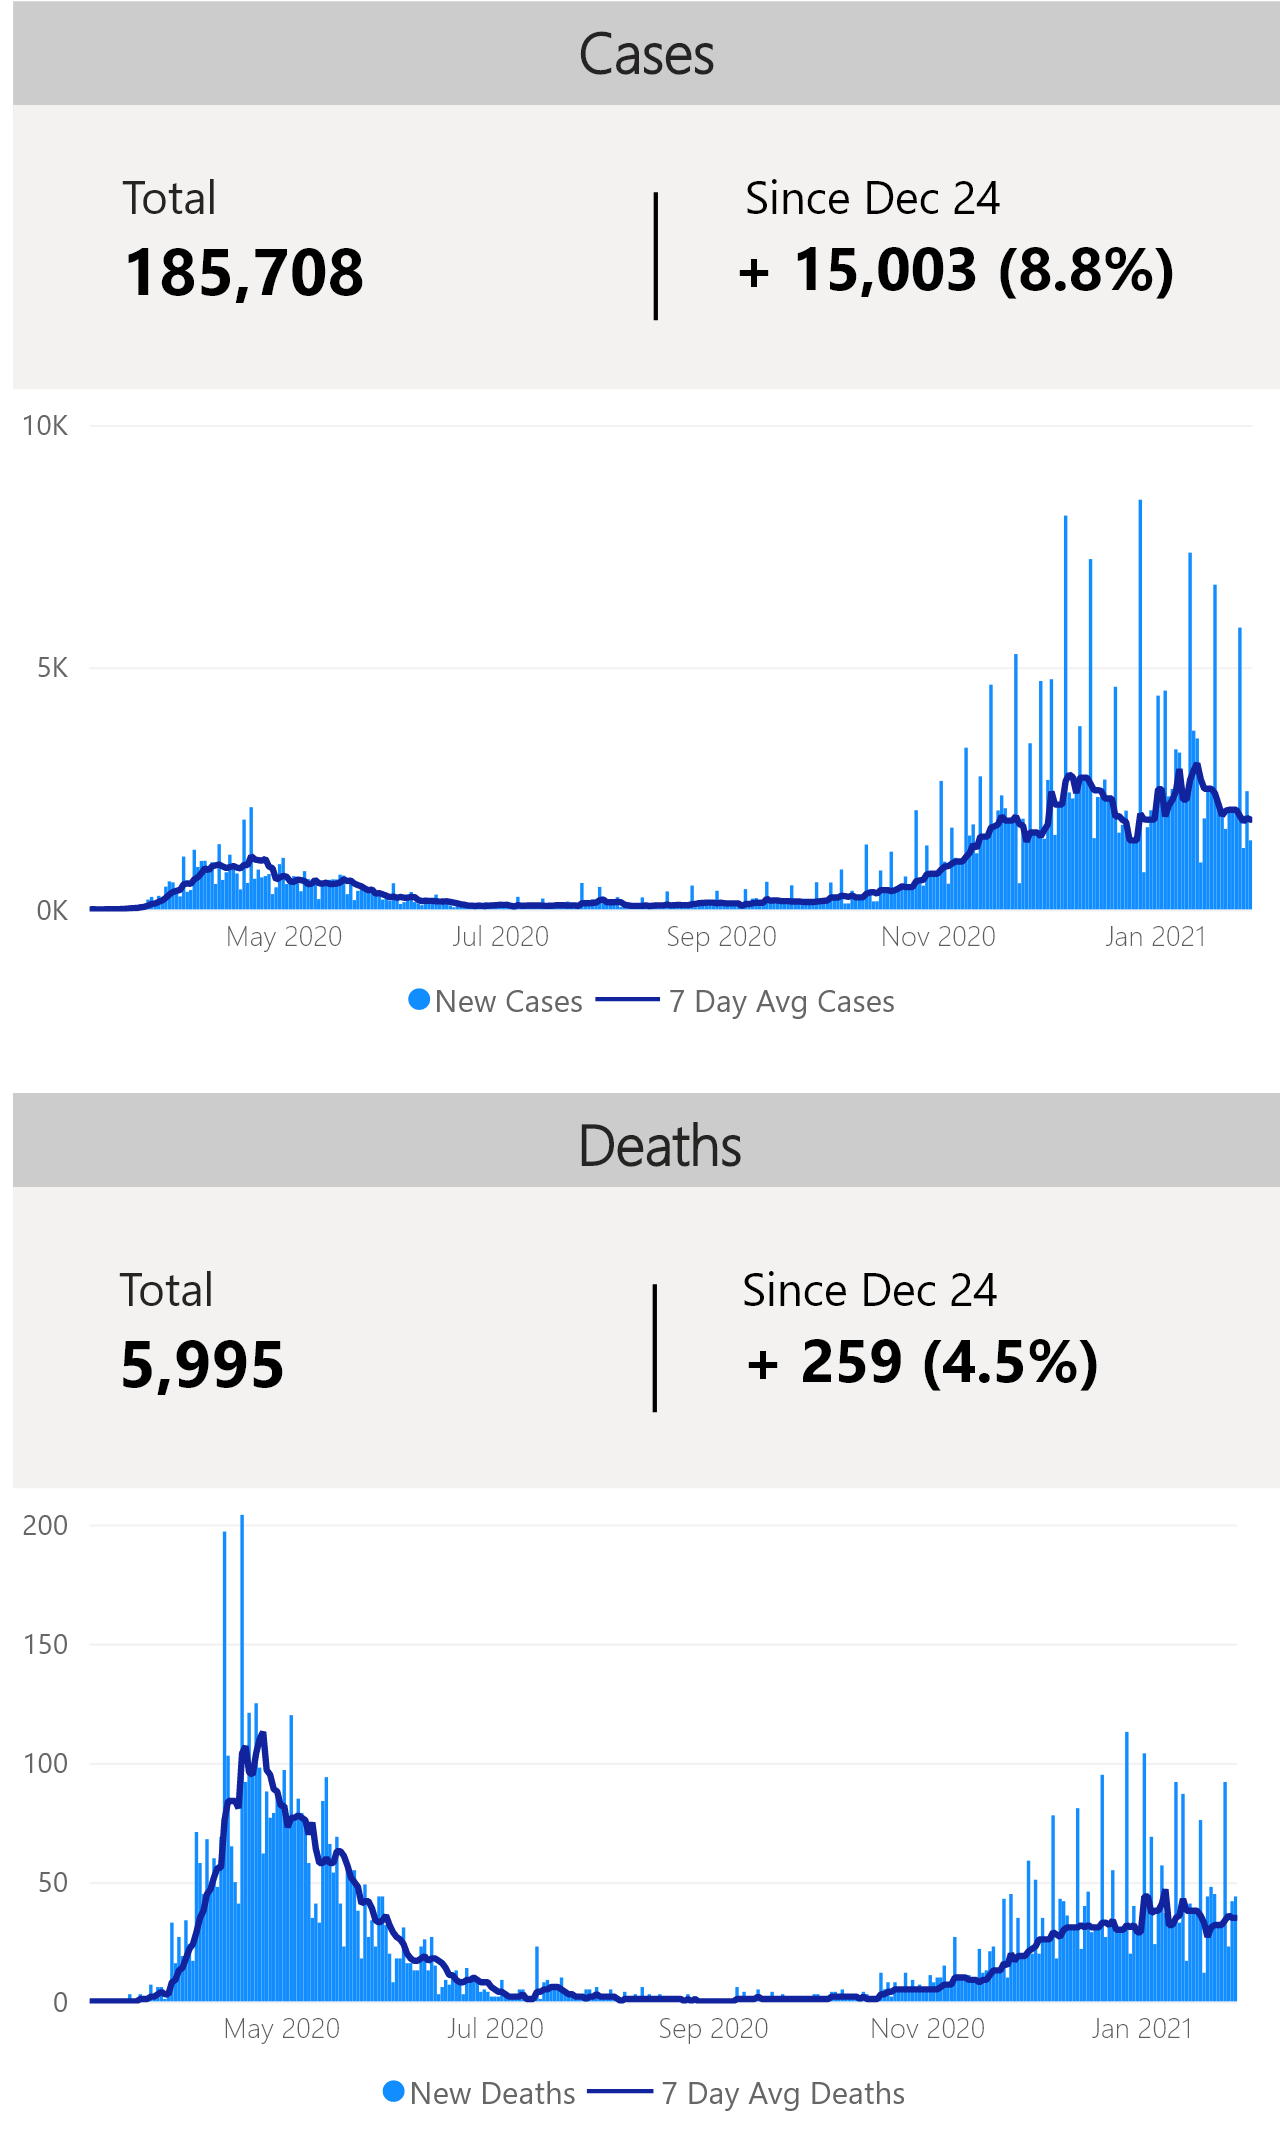 Cases
Total
Since Dec 24
185,708
+ 15,003 (8.8%)
10K
5K
0K
May 2020
Jul 2020
Sep 2020
Nov 2020
Jan 2021
New Cases
7 Day Avg Cases
Deaths
Total
Since Dec 24
5,995
+ 259 (4.5%)
200
150
100
50
0
May 2020
Jul 2020
Sep 2020
Nov 2020
Jan 2021
New Deaths
7 Day Avg Deaths